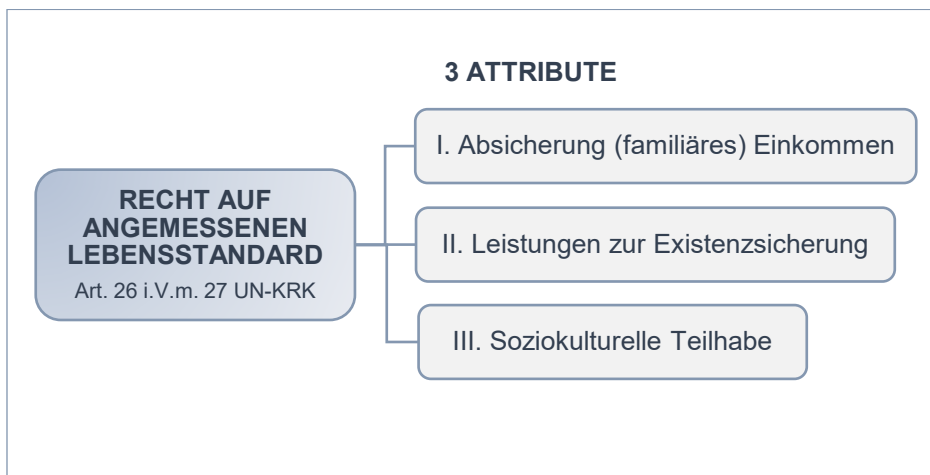 3 ATTRIBUTE
I. Absicherung (familiäres) Einkommen
RECHT AUF
ANGEMESSENEN
LEBENSSTANDARD
Art. 26 i.V.m. 27 UN-KRK
II. Leistungen zur Existenzsicherung
III. Soziokulturelle Teilhabe